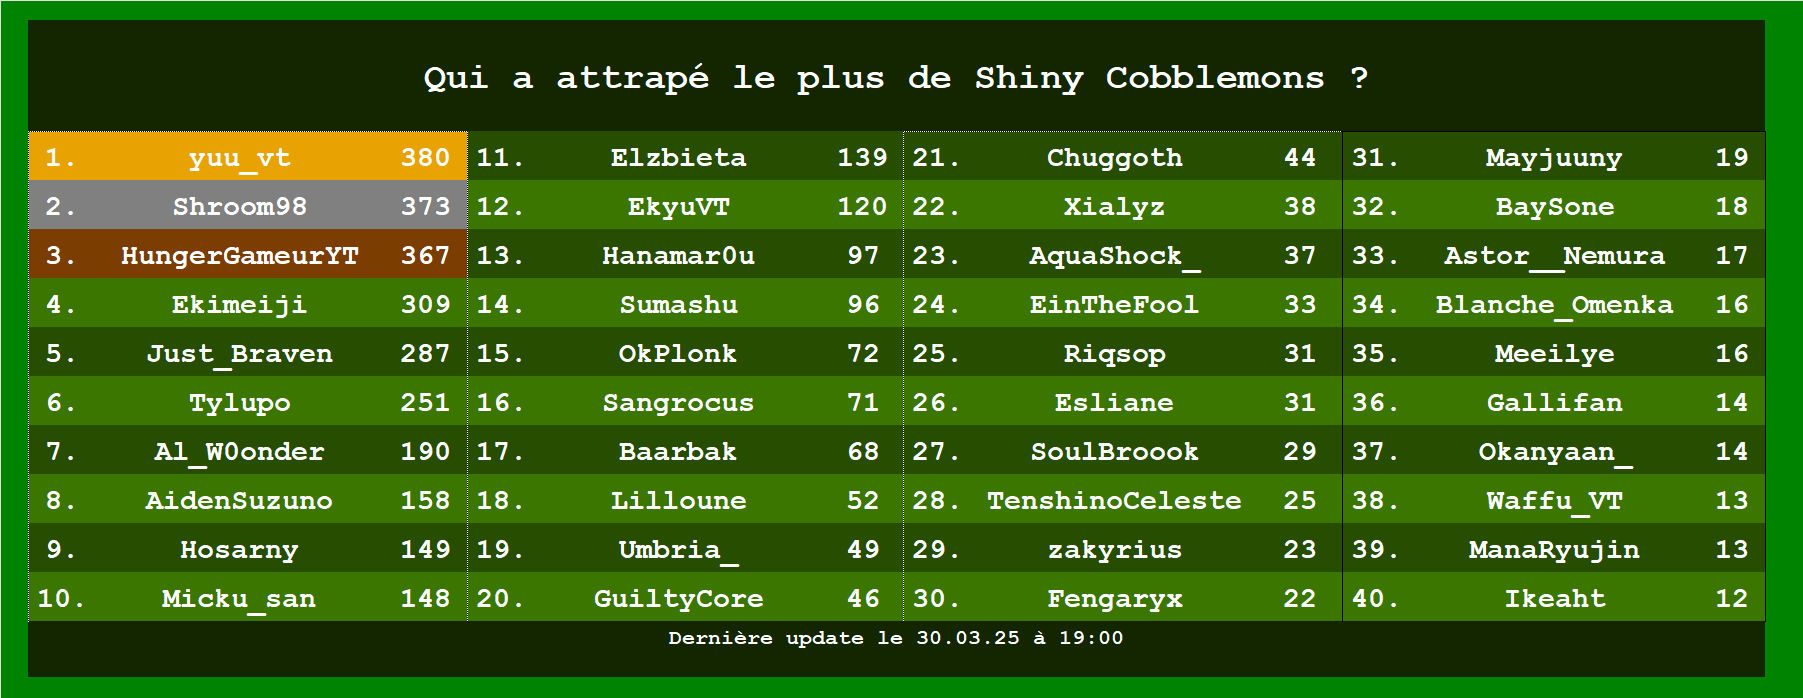 Qui a attrapé le plus de Shiny Cobblemons ?
1. yuu_vt 380 11. Elzbieta 139 21. Chuggoth 44 31. Mayjuuny 19
2. Shroom98 373 12. EkyuVT 120 22. Xialyz 38 32. BaySone 18
3. HungerGameurYT 367 13. Hanamar0u 97 23. AquaShock_ 37 33. Astor__Nemura 17
4. Ekimeiji 309 14. Sumashu 96 24. EinTheFool 33 34. Blanche_Omenka 16
5. Just_Braven 287 15. OkPlonk 72 25. Riqsop 31 35. Meeilye 16
6. Tylupo 251 16. Sangrocus 71 26. Esliane 31 36. Gallifan 14
7. Al_W0onder 190 17. Baarbak 68 27. SoulBroook 29 37. Okanyaan_ 14
8. AidenSuzuno 158 18. Lilloune 52 28. TenshinoCeleste 25 38. Waffu_VT 13
9. Hosarny 149 19. Umbria_ 49 29. zakyrius 23 39. ManaRyujin 13
10. Micku_san 148 20. GuiltyCore 46 30. Fengaryx 22 40. Ikeaht 12
Dernière update le 30.03.25 à 19:00